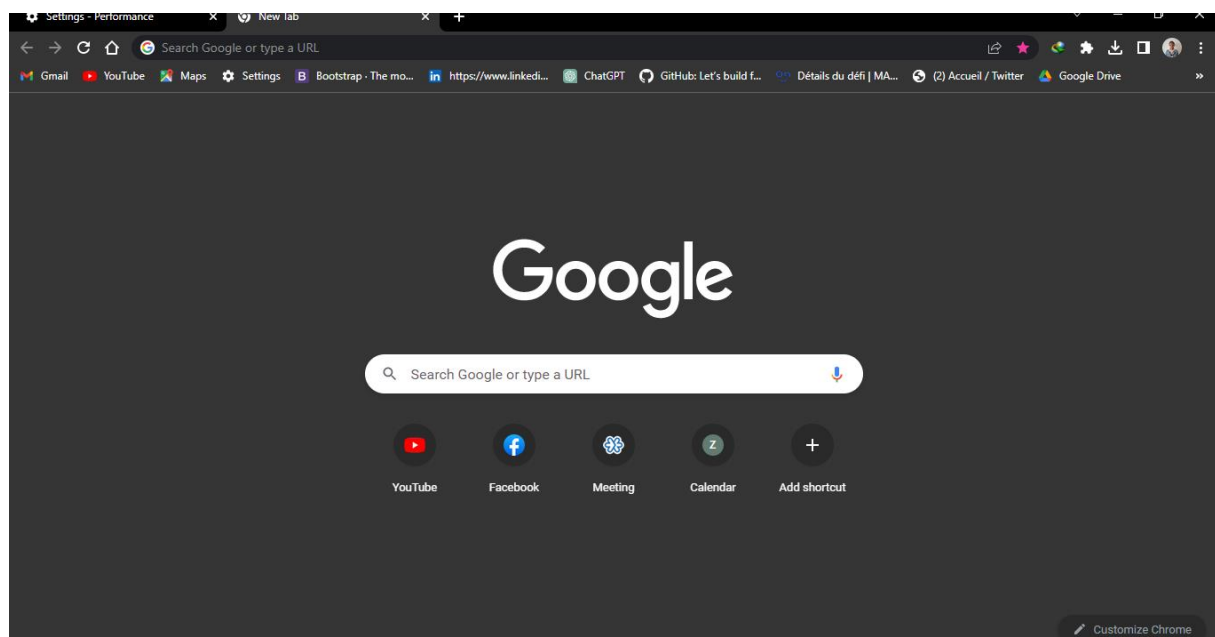 Settings - Performance New Tab
Search Google or type a URL
Gmail YouTube Maps Settings B Bootstrap · The mo... in https://www.linkedi... ChatGPT GitHub: Let's build f... Détails du défi | MA... (2) Accueil / Twitter Google Drive »
Google
Search Google or type a URL
Z
YouTube Facebook Meeting Calendar Add shortcut
Customize Chrome